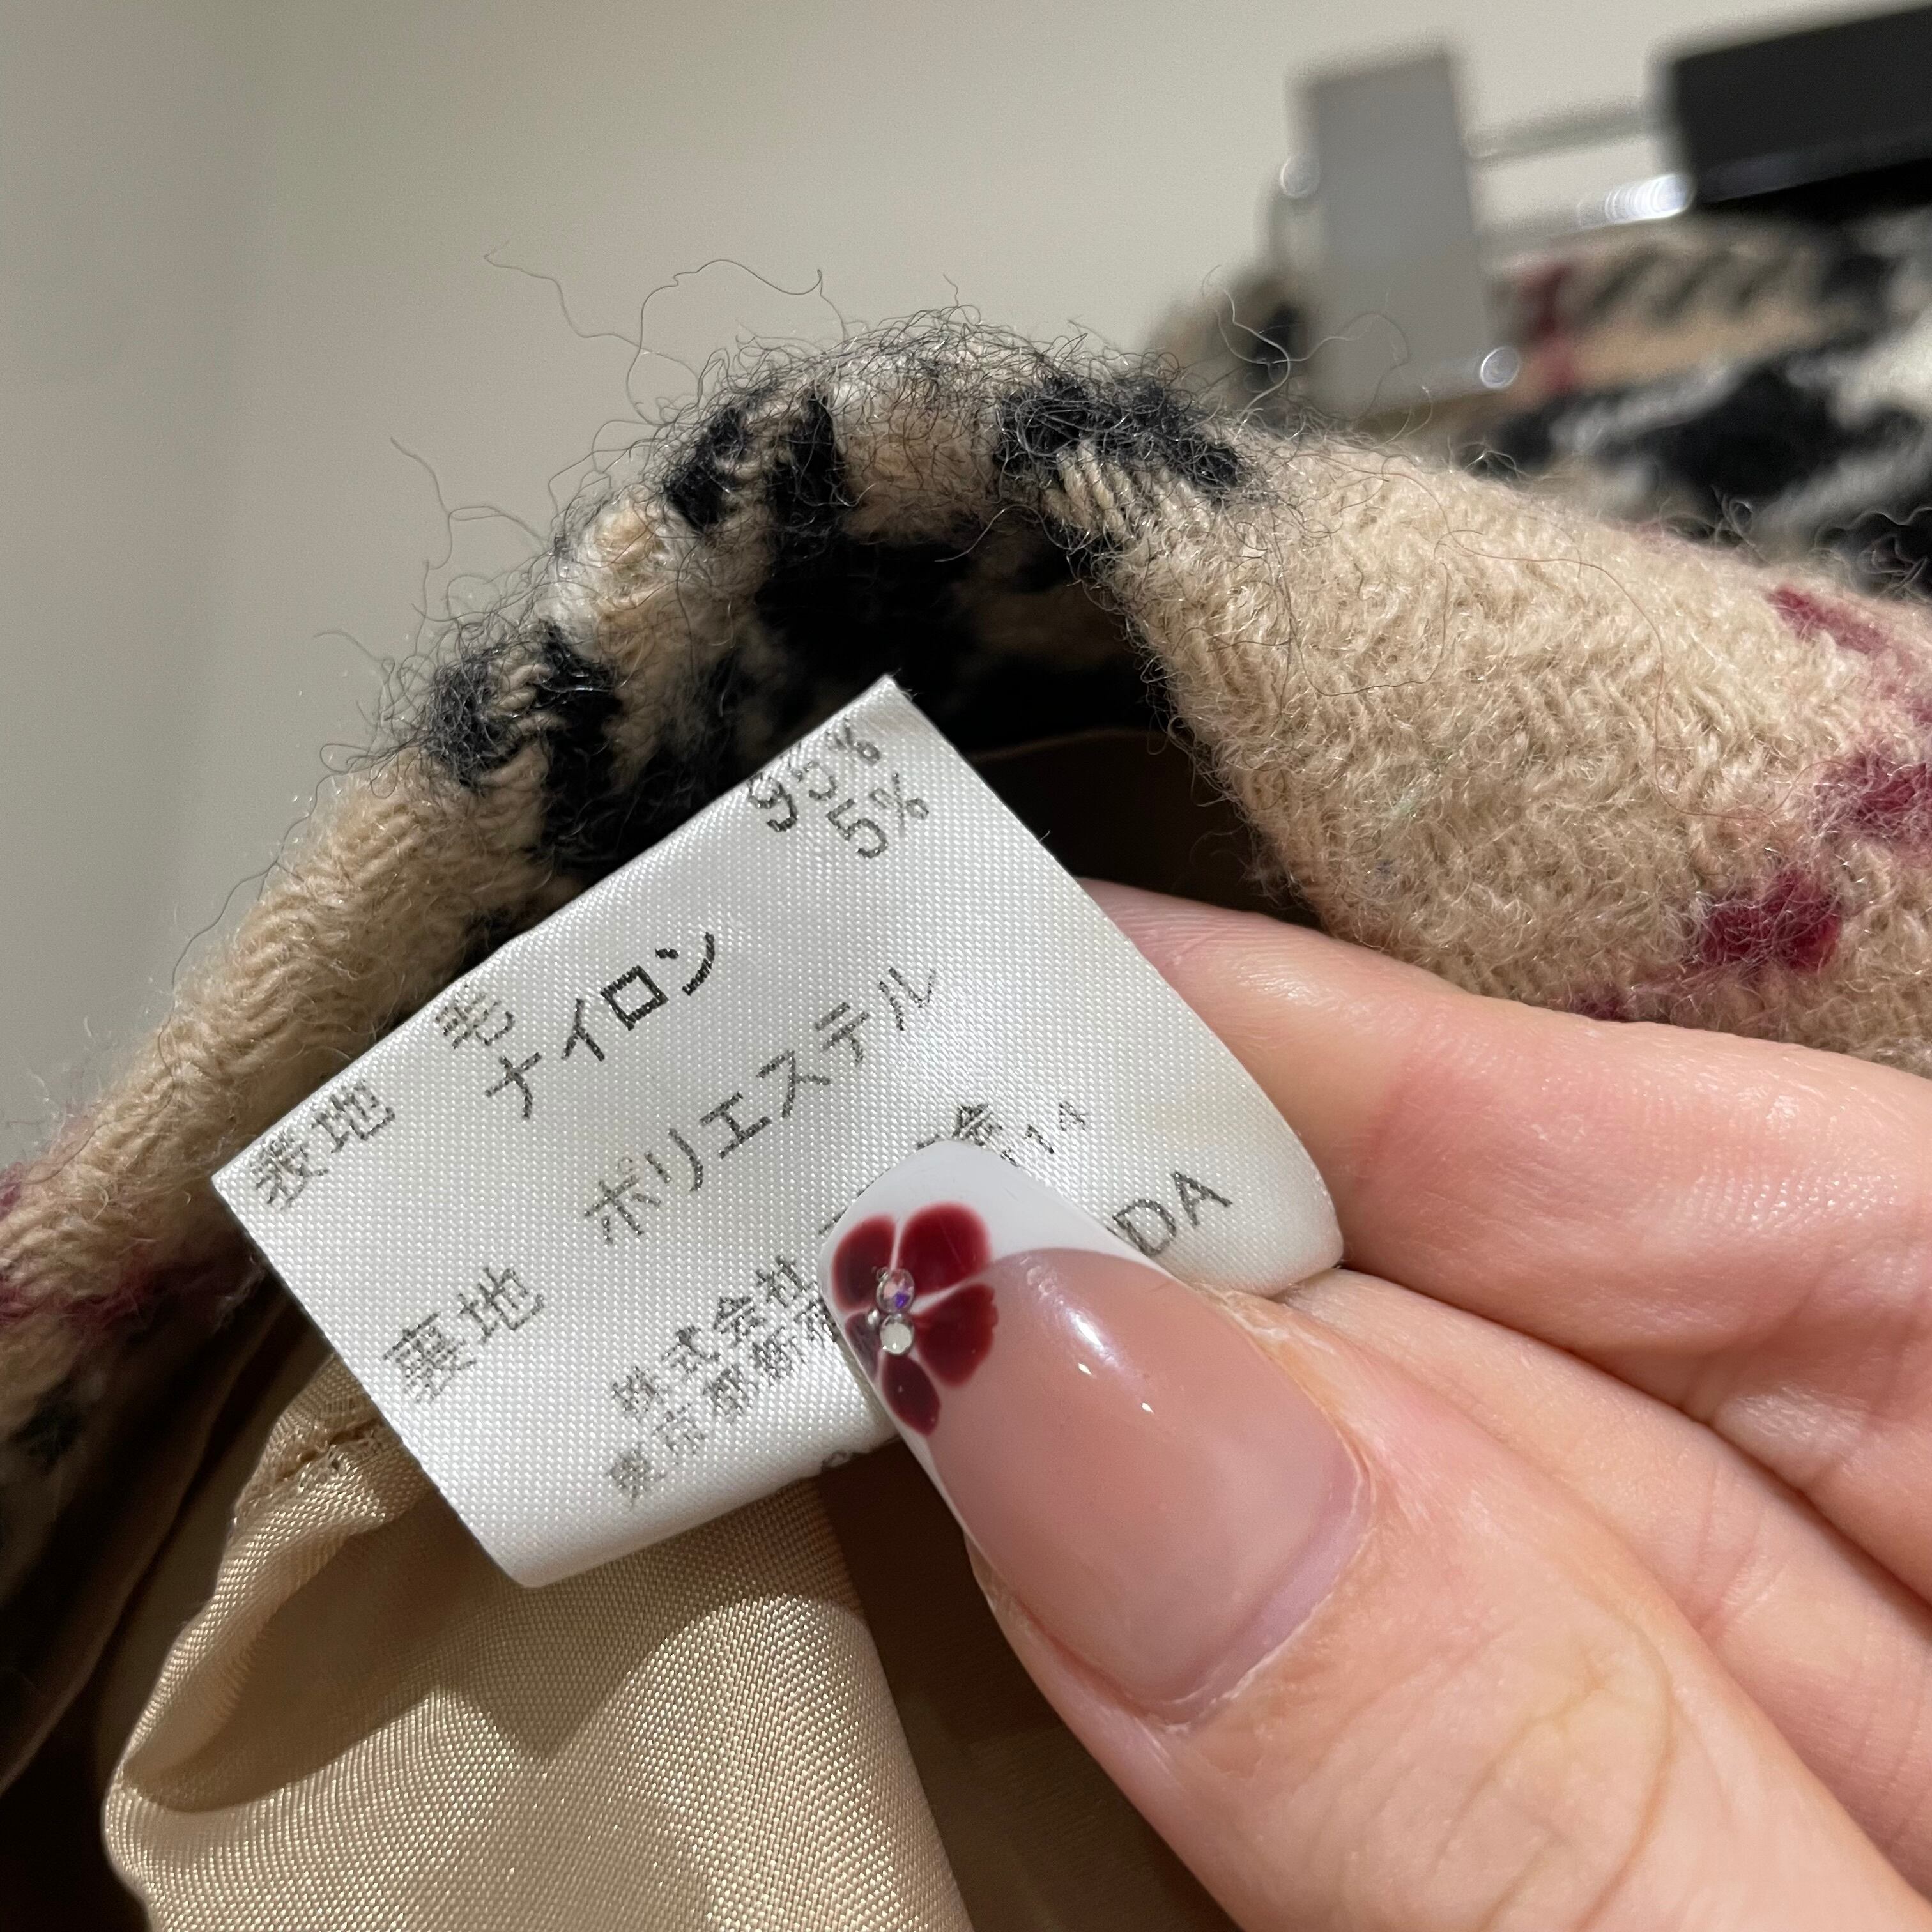 表地 毛 95%
ナイロン 5%
裏地 ポリエステル
株式会社
東京都新宿 14
DA